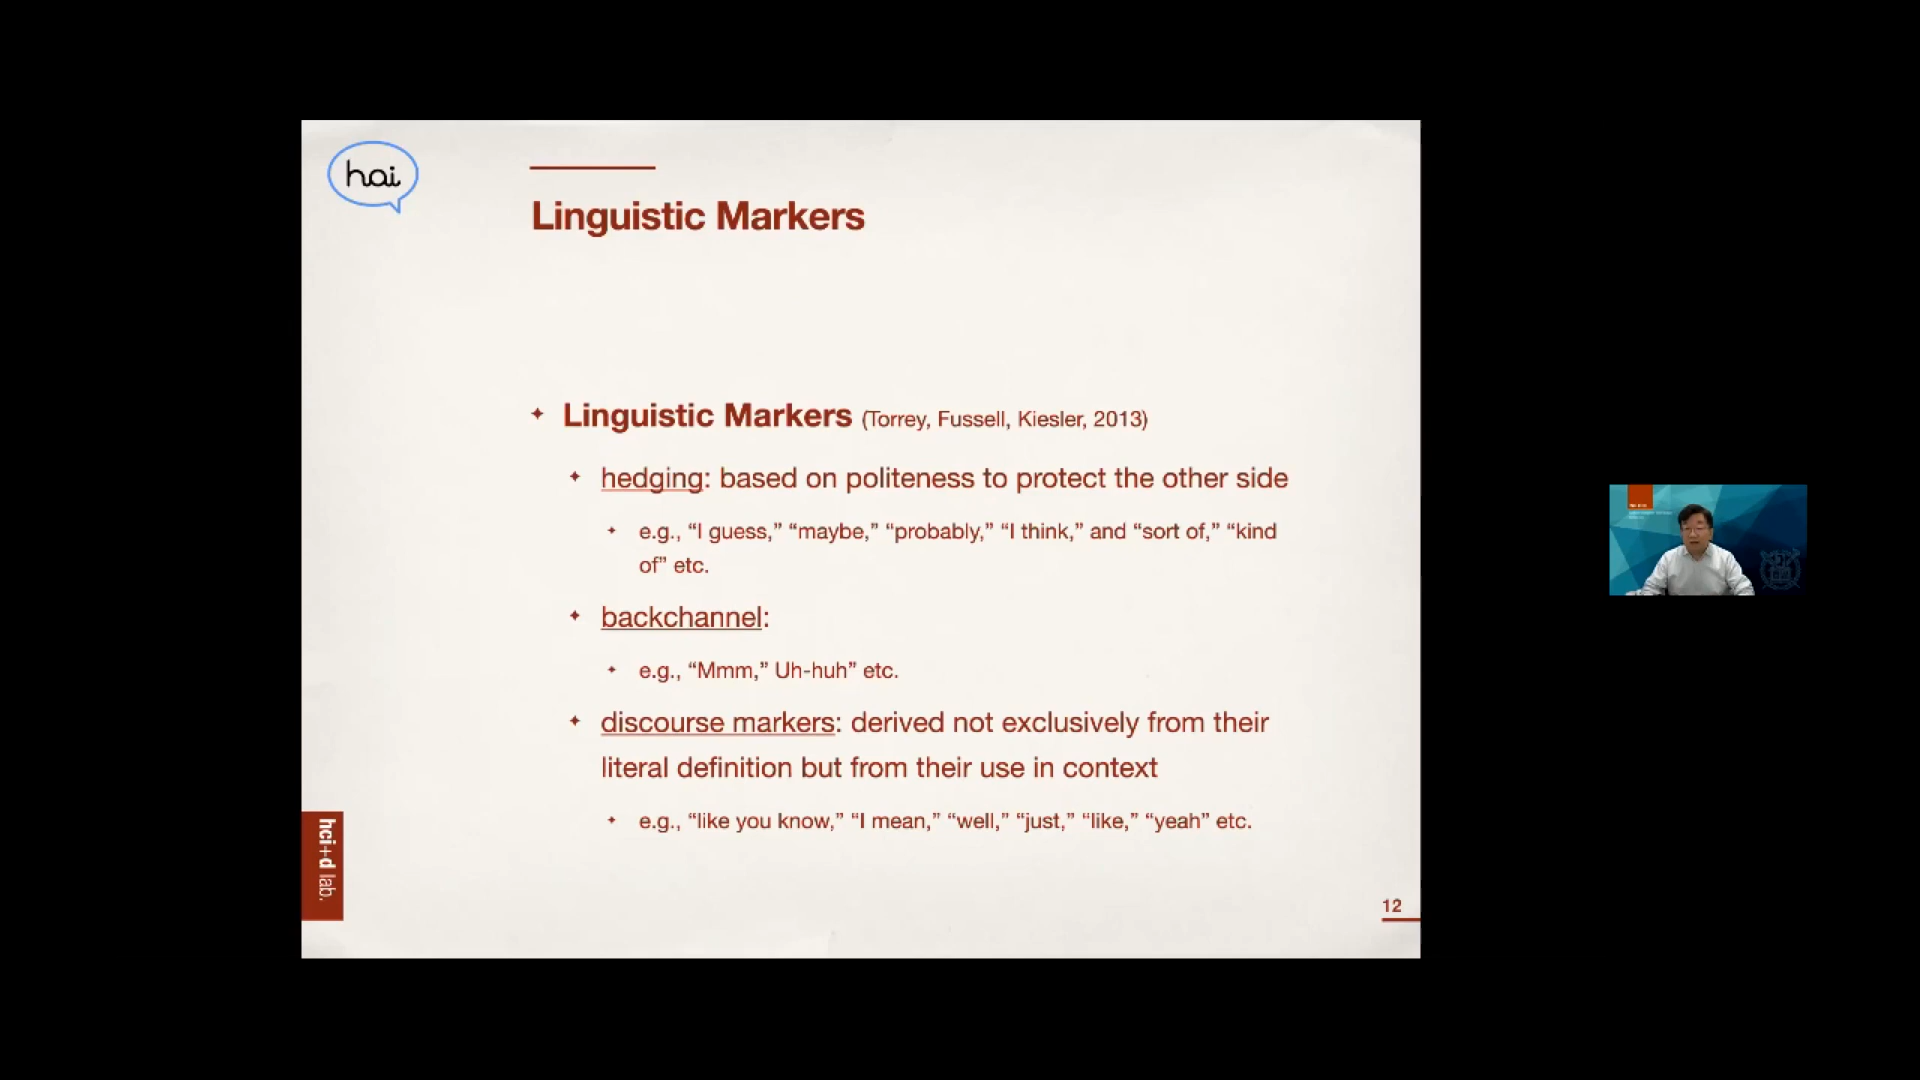 hai
Linguistic Markers
Linguistic Markers (Torrey, Fussell, Kiesler, 2013)
hedging: based on politeness to protect the other side
e.g., “I guess,” “maybe,” “probably,” “I think,” and “sort of,” “kind
of” etc.
backchannel:
e.g., “Mmm,” Uh-huh” etc.
discourse markers: derived not exclusively from their
literal definition but from their use in context
e.g., “like you know,” “I mean,” “well,” “just,” “like,” “yeah” etc.
hci+d lab.
12